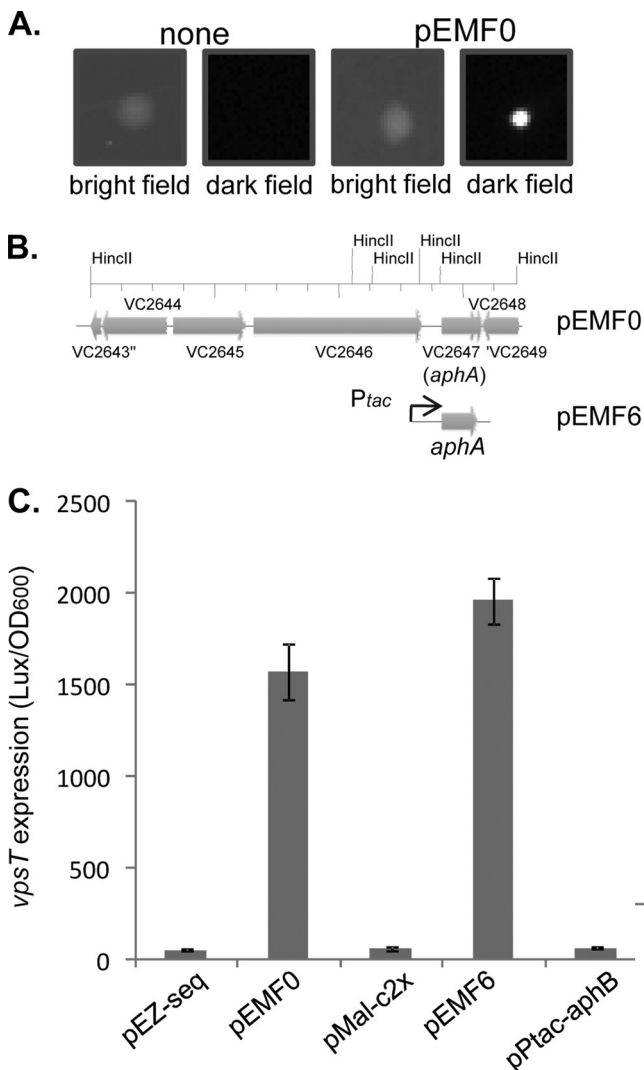 A.
none
pEMF0
bright field
dark field
bright field
dark field
B.
HincII
HincII
HincII
HincII
HincII
HincII
VC2644
VC2648
pEMF0
VC2643"
VC2645
VC2646
VC2647
'VC2649
(aphA)
Ptac
pEMF6
aphA
C.
2500
2000
1500
1000
500
0
vpsT expression (Lux/OD600)
pEZ-seq
pEMF0
pMal-c2x
pEMF6
pPtac-aphB